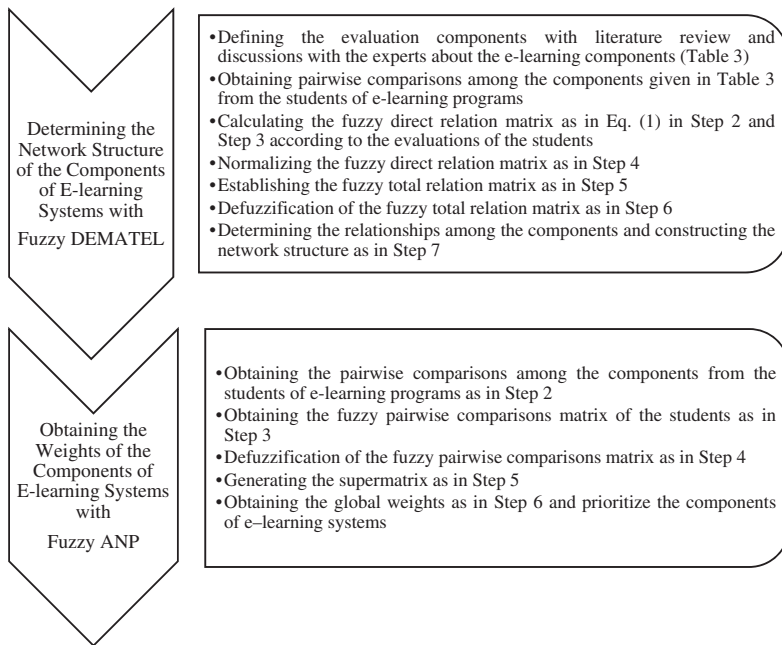 Determining the
Network Structure
of the Components
of E-learning
Systems with
Fuzzy DEMATEL
•Defining the evaluation components with literature review and
discussions with the experts about the e-learning components (Table 3)
•Obtaining pairwise comparisons among the components given in Table 3
from the students of e-learning programs
•Calculating the fuzzy direct relation matrix as in Eq. (1) in Step 2 and
Step 3 according to the evaluations of the students
•Normalizing the fuzzy direct relation matrix as in Step 4
•Establishing the fuzzy total relation matrix as in Step 5
•Defuzzification of the fuzzy total relation matrix as in Step 6
•Determining the relationships among the components and constructing the
network structure as in Step 7
Obtaining the
Weights of the
Components of
E-learning Systems
with
Fuzzy ANP
•Obtaining the pairwise comparisons among the components from the
students of e-learning programs as in Step 2
•Obtaining the fuzzy pairwise comparisons matrix of the students as in
Step 3
•Defuzzification of the fuzzy pairwise comparisons matrix as in Step 4
•Generating the supermatrix as in Step 5
•Obtaining the global weights as in Step 6 and prioritize the components
of e–learning systems